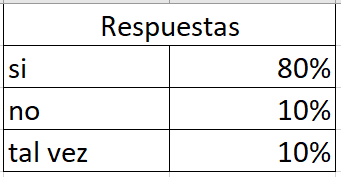 Respuestas
si 80%
no 10%
tal vez 10%